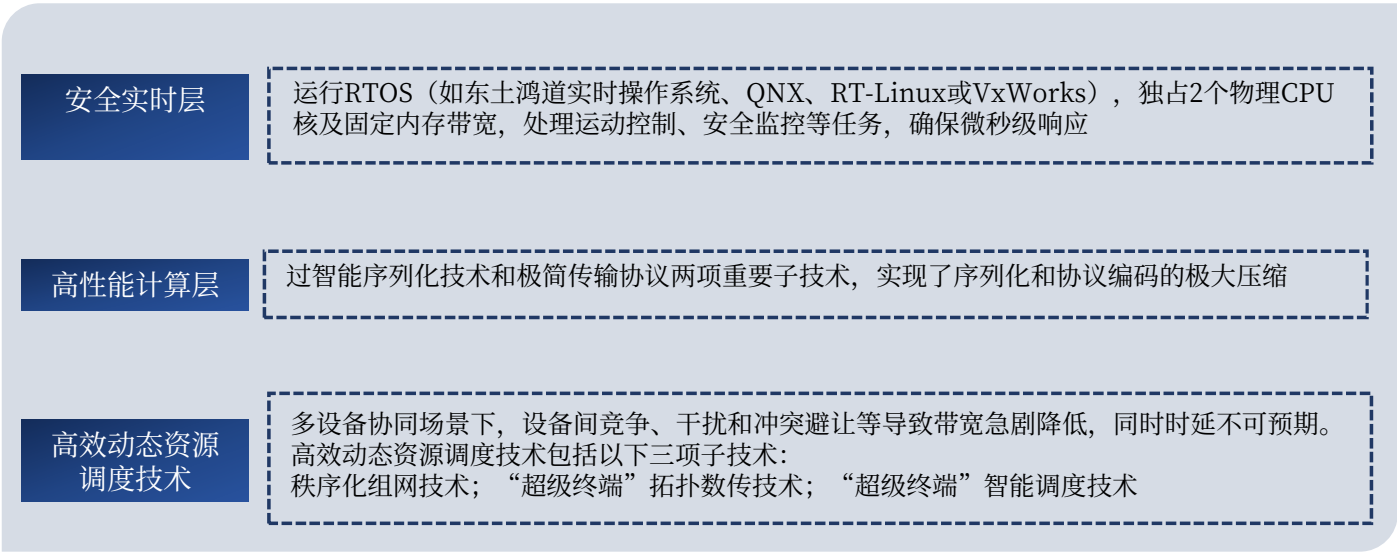 安全实时层
运行RTOS（如东土鸿道实时操作系统、QNX、RT-Linux或VxWorks），独占2个物理CPU
核及固定内存带宽，处理运动控制、安全监控等任务，确保微秒级响应
高性能计算层
过智能序列化技术和极简传输协议两项重要子技术，实现了序列化和协议编码的极大压缩
高效动态资源
调度技术
多设备协同场景下，设备间竞争、干扰和冲突避让等导致带宽急剧降低，同时时延不可预期。
高效动态资源调度技术包括以下三项子技术：
秩序化组网技术；“超级终端”拓扑数传技术；“超级终端”智能调度技术